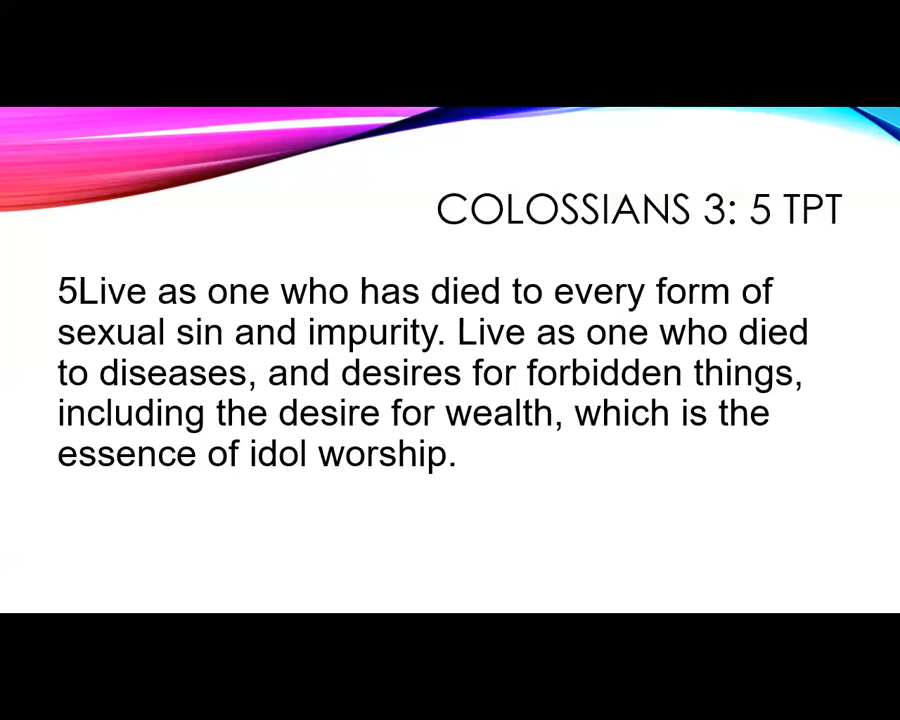 COLOSSIANS 3: 5 TPT
5Live as one who has died to every form of
sexual sin and impurity. Live as one who died
to diseases, and desires for forbidden things,
including the desire for wealth, which is the
essence of idol worship.